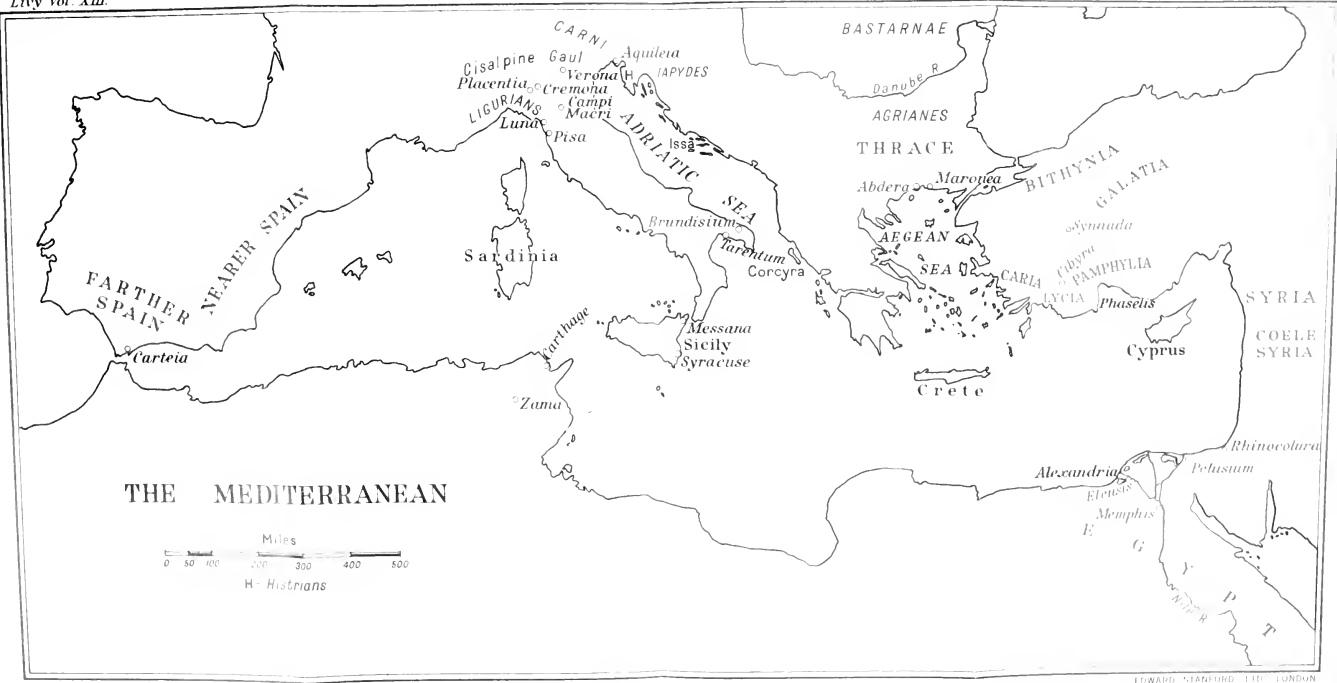 Livy Vol. XIII.
CARNI
BASTARNAE
Cisalpine Gaul
Aquileia
Verona
H
IAPYDES
Placentia
Cremona
Danube R
LIGURIANS
Campi
Macri
AGRIANES
Luna
Pisa
ADRIATIC
SEA
Issa
THRACE
Abdera
Maronea
BITHYNIA
GALATIA
NEARER SPAIN
Brundisium
Synnada
AEGEAN
SEA
Sardinia
Tarentum
Corcyra
Cibyra
CARIA
PAMPHYLIA
LYCIA
Phaselis
SYRIA
FARTHER
SPAIN
Carthage
Messana
Sicily
Syracuse
COELE
SYRIA
Cyprus
Carteia
Crete
Zama
Rhinocolura
Alexandria
Pelusium
Eleusis
Memphis
EGYPT
Nile R
THE MEDITERRANEAN
Miles
0 50 100 200 300 400 500
H - Histrians
EDWARD STANFORD LTD LONDON